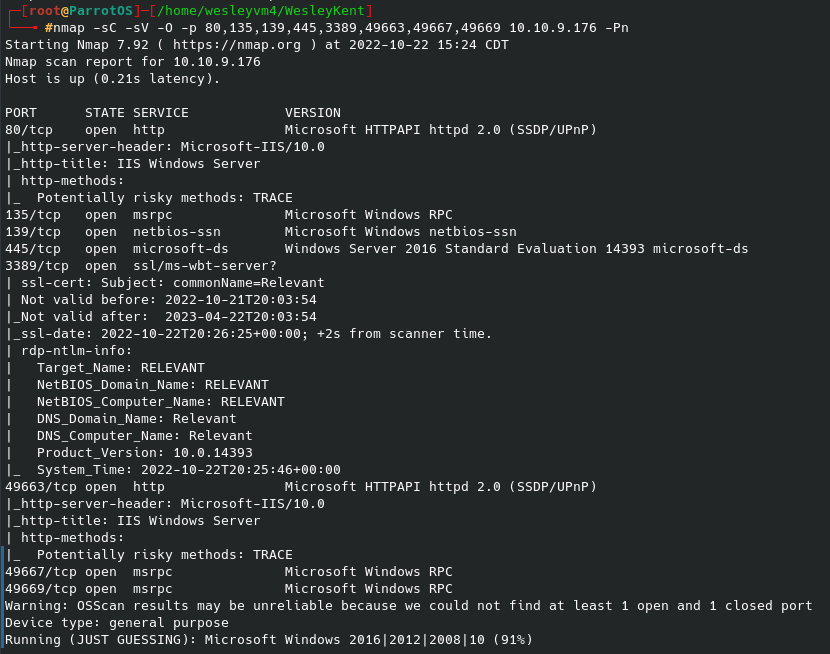 ┌─[root@ParrotOS]─[/home/wesleyvm4/WesleyKent]
└──╼ #nmap -sC -sV -O -p 80,135,139,445,3389,49663,49667,49669 10.10.9.176 -Pn
Starting Nmap 7.92 ( https://nmap.org ) at 2022-10-22 15:24 CDT
Nmap scan report for 10.10.9.176
Host is up (0.21s latency).

PORT      STATE SERVICE            VERSION
80/tcp    open  http               Microsoft HTTPAPI httpd 2.0 (SSDP/UPnP)
|_http-server-header: Microsoft-IIS/10.0
|_http-title: IIS Windows Server
| http-methods:
|_  Potentially risky methods: TRACE
135/tcp   open  msrpc              Microsoft Windows RPC
139/tcp   open  netbios-ssn        Microsoft Windows netbios-ssn
445/tcp   open  microsoft-ds       Windows Server 2016 Standard Evaluation 14393 microsoft-ds
3389/tcp  open  ssl/ms-wbt-server?
| ssl-cert: Subject: commonName=Relevant
| Not valid before: 2022-10-21T20:03:54
|_Not valid after:  2023-04-22T20:03:54
|_ssl-date: 2022-10-22T20:26:25+00:00; +2s from scanner time.
| rdp-ntlm-info:
|   Target_Name: RELEVANT
|   NetBIOS_Domain_Name: RELEVANT
|   NetBIOS_Computer_Name: RELEVANT
|   DNS_Domain_Name: Relevant
|   DNS_Computer_Name: Relevant
|   Product_Version: 10.0.14393
|_  System_Time: 2022-10-22T20:25:46+00:00
49663/tcp open  http               Microsoft HTTPAPI httpd 2.0 (SSDP/UPnP)
|_http-server-header: Microsoft-IIS/10.0
|_http-title: IIS Windows Server
| http-methods:
|_  Potentially risky methods: TRACE
49667/tcp open  msrpc              Microsoft Windows RPC
49669/tcp open  msrpc              Microsoft Windows RPC
Warning: OSScan results may be unreliable because we could not find at least 1 open and 1 closed port
Device type: general purpose
Running (JUST GUESSING): Microsoft Windows 2016|2012|2008|10 (91%)